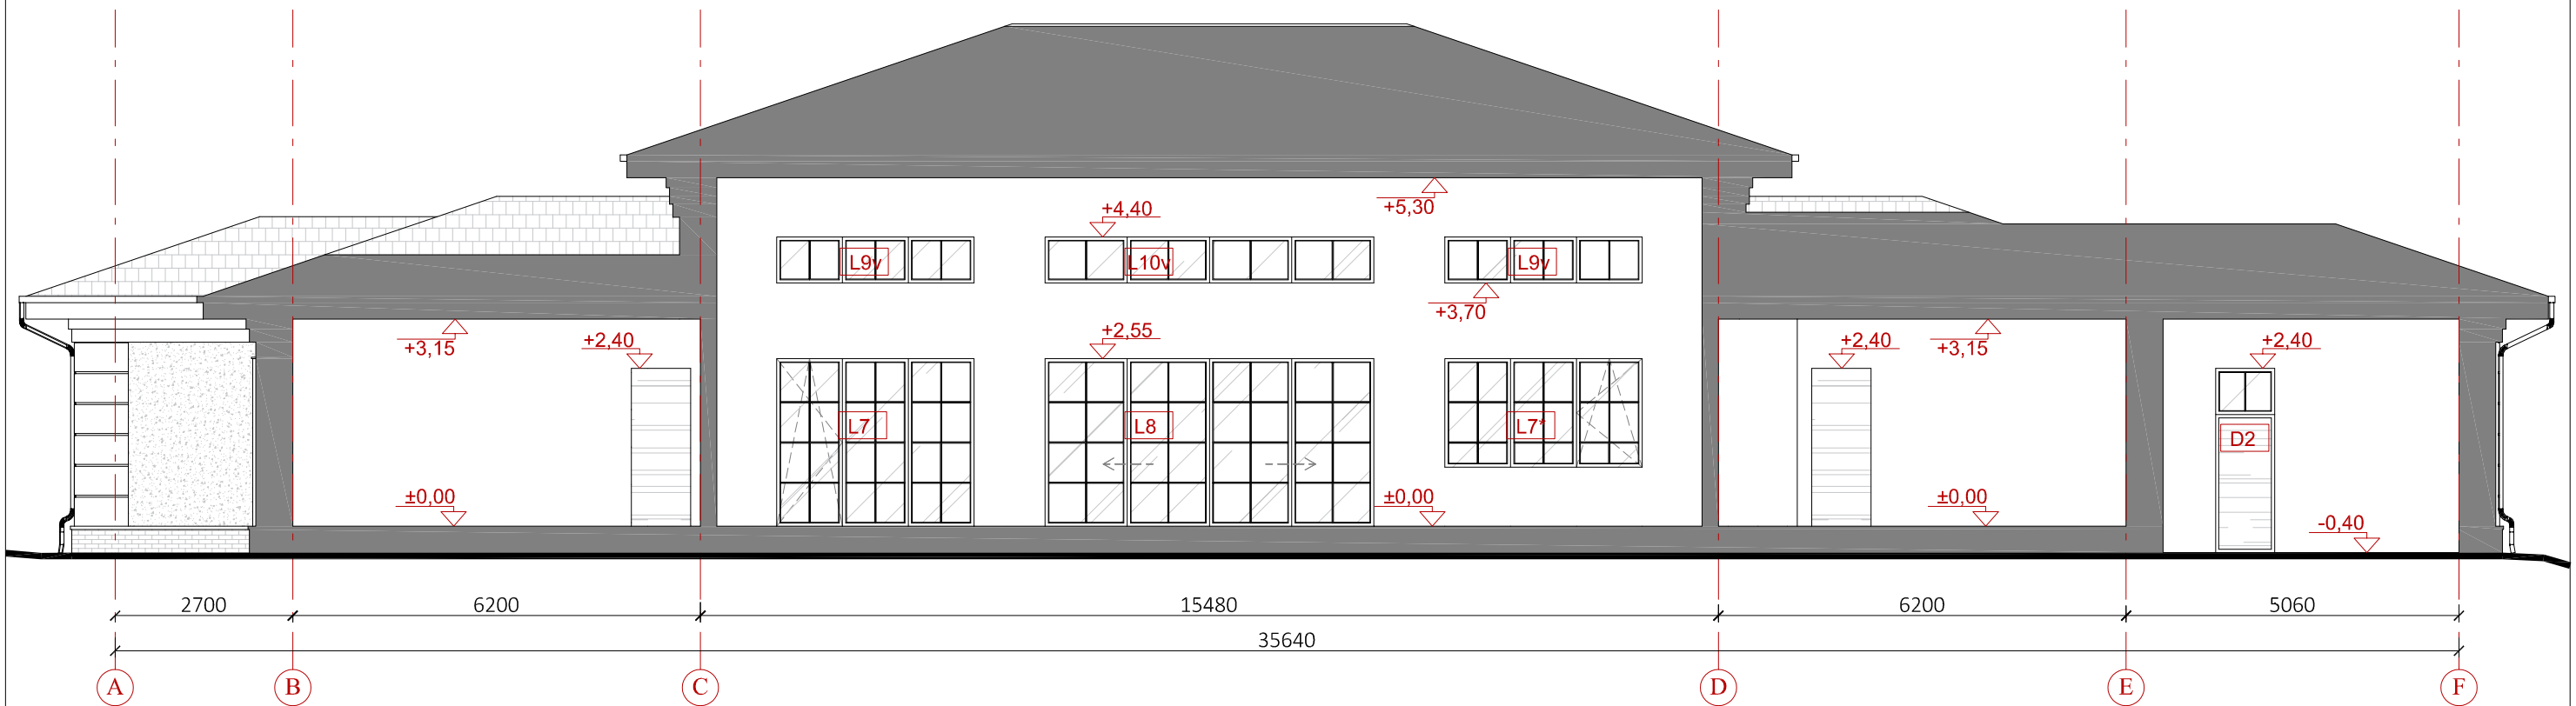 +4,40
+5,30
L9v
L10v
L9v
+3,70
+3,15
+2,40
+2,55
+2,40
+3,15
+2,40
L7
L8
L7*
D2
±0,00
±0,00
±0,00
-0,40
2700
6200
15480
6200
5060
35640
A
B
C
D
E
F